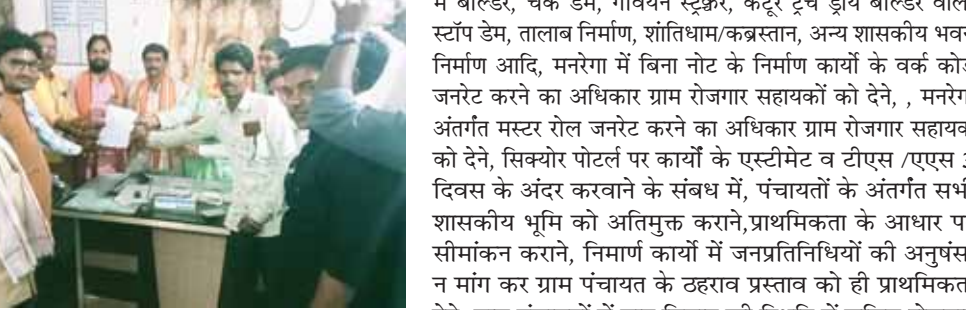 में बोल्डर, चेक डेम, गेवियन स्ट्रक्चर, कंटूर ट्रेंच ड्राय बोल्डर वाल,
स्टॉप डेम, तालाब निर्माण, शांतिधाम/कब्रस्तान, अन्य शासकीय भवन
निर्माण आदि, मनरेगा में बिना नोट के निर्माण कार्यो के वर्क कोड
जनरेट करने का अधिकार ग्राम रोजगार सहायकों को देने, , मनरेगा
अंतर्गत मस्टर रोल जनरेट करने का अधिकार ग्राम रोजगार सहायक
को देने, सिक्योर पोटर्ल पर कार्यों के एस्टीमेट व टीएस /एएस
दिवस के अंदर करवाने के संबध में, पंचायतों के अंतर्गत सभी
शासकीय भूमि को अतिमुक्त कराने,प्राथमिकता के आधार पर
सीमांकन कराने, निमार्ण कार्यो में जनप्रतिनिधियों की अनुषंसा
न मांग कर ग्राम पंचायत के ठहराव प्रस्ताव को ही प्राथमिकता